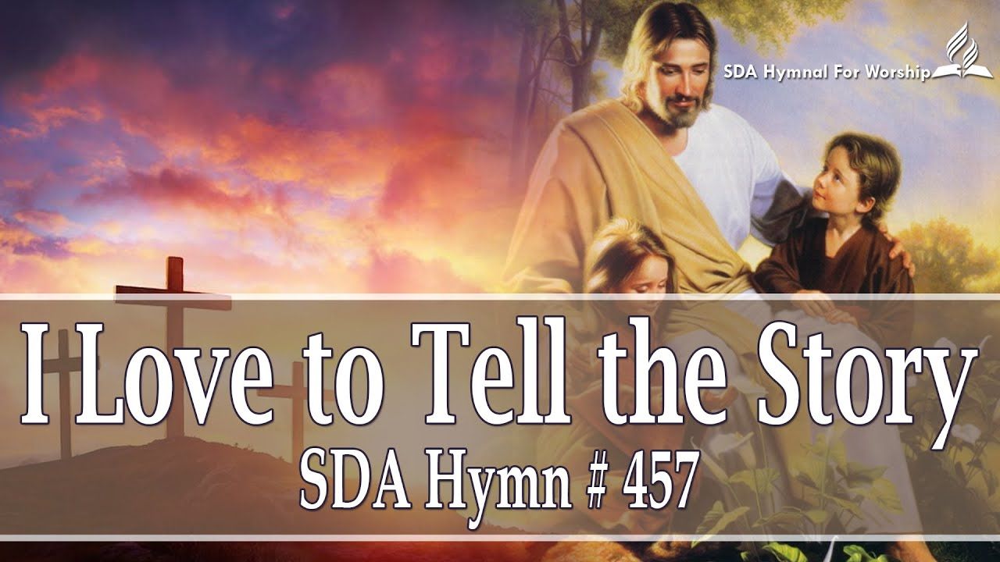 SDA Hymnal For Worship
I Love to Tell the Story
SDA Hymn # 457